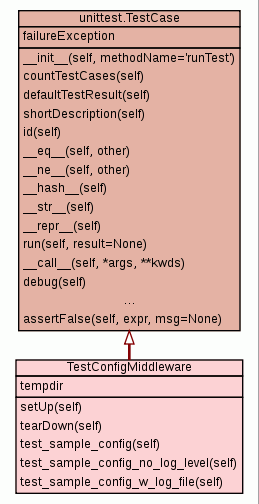 unittest.TestCase
failureException
__init__(self, methodName='runTest')
countTestCases(self)
defaultTestResult(self)
shortDescription(self)
id(self)
__eq__(self, other)
__ne__(self, other)
__hash__(self)
__str__(self)
__repr__(self)
run(self, result=None)
__call__(self, *args, **kwds)
debug(self)
...
assertFalse(self, expr, msg=None)
TestConfigMiddleware
tempdir
setUp(self)
tearDown(self)
test_sample_config(self)
test_sample_config_no_log_level(self)
test_sample_config_w_log_file(self)